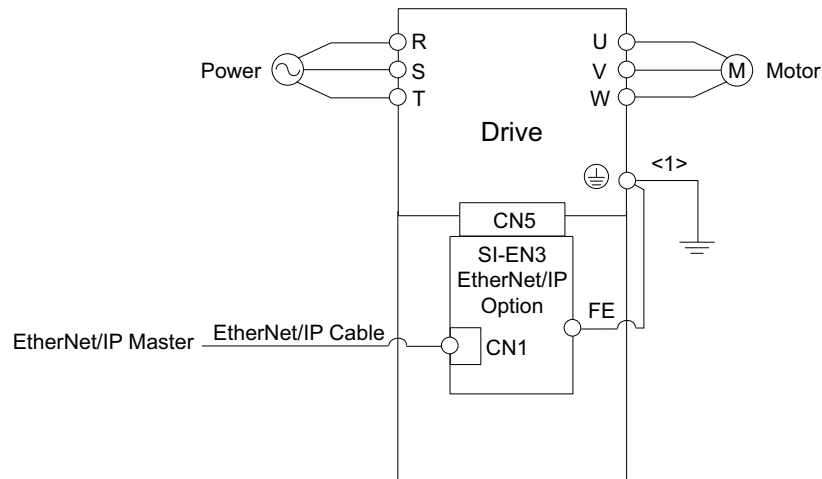 R
U
Power
S
V
M
Motor
T
W
Drive
<1>
CN5
SI-EN3
EtherNet/IP
Option
FE
EtherNet/IP Master
EtherNet/IP Cable
CN1